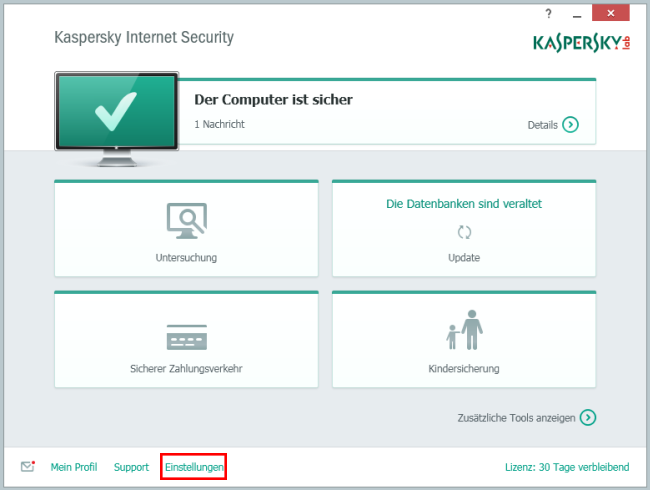 ?
Kaspersky Internet Security
KASPERSKY lab
Der Computer ist sicher
1 Nachricht
Details
Untersuchung
Die Datenbanken sind veraltet
Update
Sicherer Zahlungsverkehr
Kindersicherung
Zusätzliche Tools anzeigen
Mein Profil Support Einstellungen Lizenz: 30 Tage verbleibend